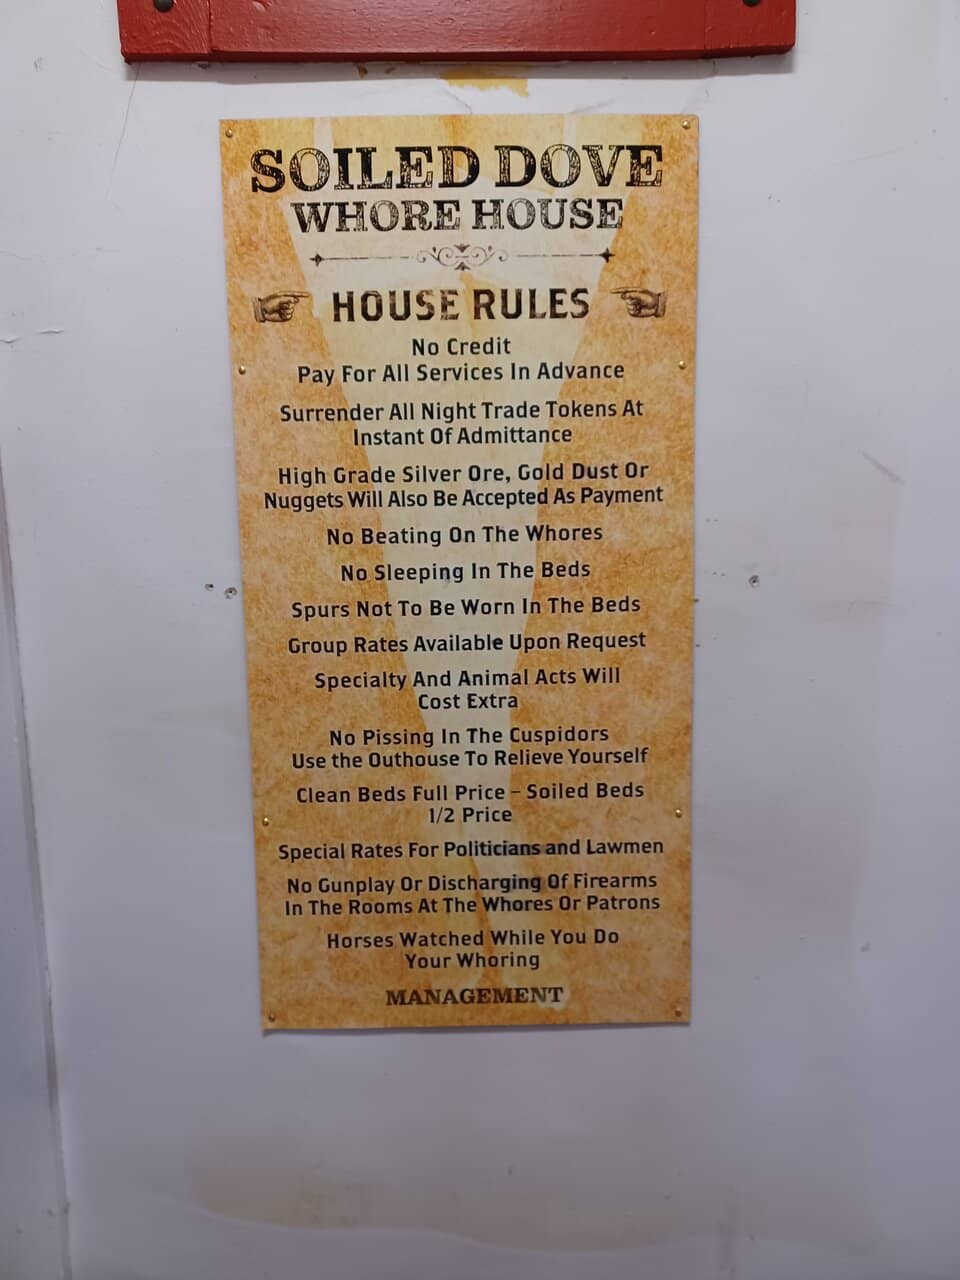 SOILED DOVE
WHORE HOUSE
HOUSE RULES
No Credit
Pay For All Services In Advance
Surrender All Night Trade Tokens At
Instant Of Admittance
High Grade Silver Ore, Gold Dust Or
Nuggets Will Also Be Accepted As Payment
No Beating On The Whores
No Sleeping In The Beds
Spurs Not To Be Worn In The Beds
Group Rates Available Upon Request
Specialty And Animal Acts Will
Cost Extra
No Pissing In The Cuspidors
Use the Outhouse To Relieve Yourself
Clean Beds Full Price – Soiled Beds
1/2 Price
Special Rates For Politicians and Lawmen
No Gunplay Or Discharging Of Firearms
In The Rooms At The Whores Or Patrons
Horses Watched While You Do
Your Whoring
MANAGEMENT